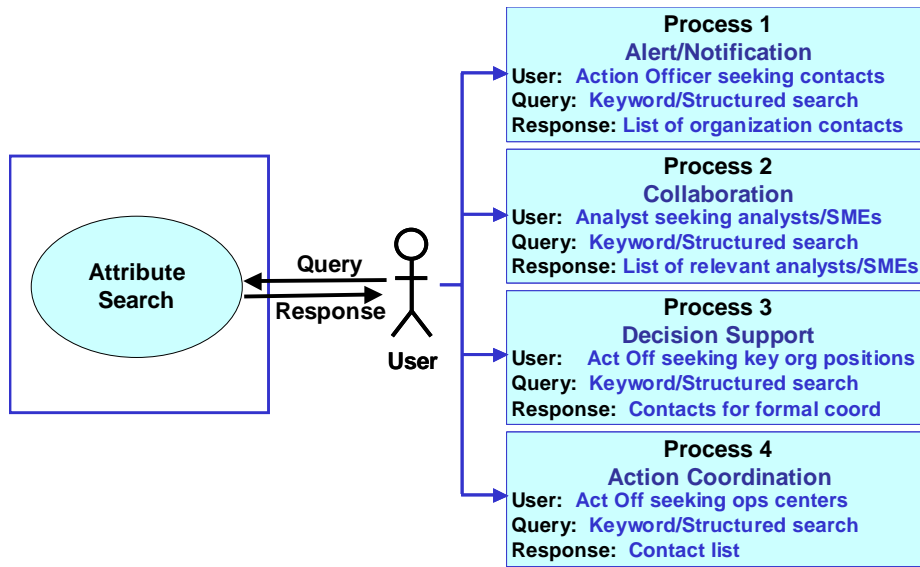 Attribute
Search
Query
Response
User
Process 1
Alert/Notification
User: Action Officer seeking contacts
Query: Keyword/Structured search
Response: List of organization contacts
Process 2
Collaboration
User: Analyst seeking analysts/SMEs
Query: Keyword/Structured search
Response: List of relevant analysts/SMEs
Process 3
Decision Support
User: Act Off seeking key org positions
Query: Keyword/Structured search
Response: Contacts for formal coord
Process 4
Action Coordination
User: Act Off seeking ops centers
Query: Keyword/Structured search
Response: Contact list